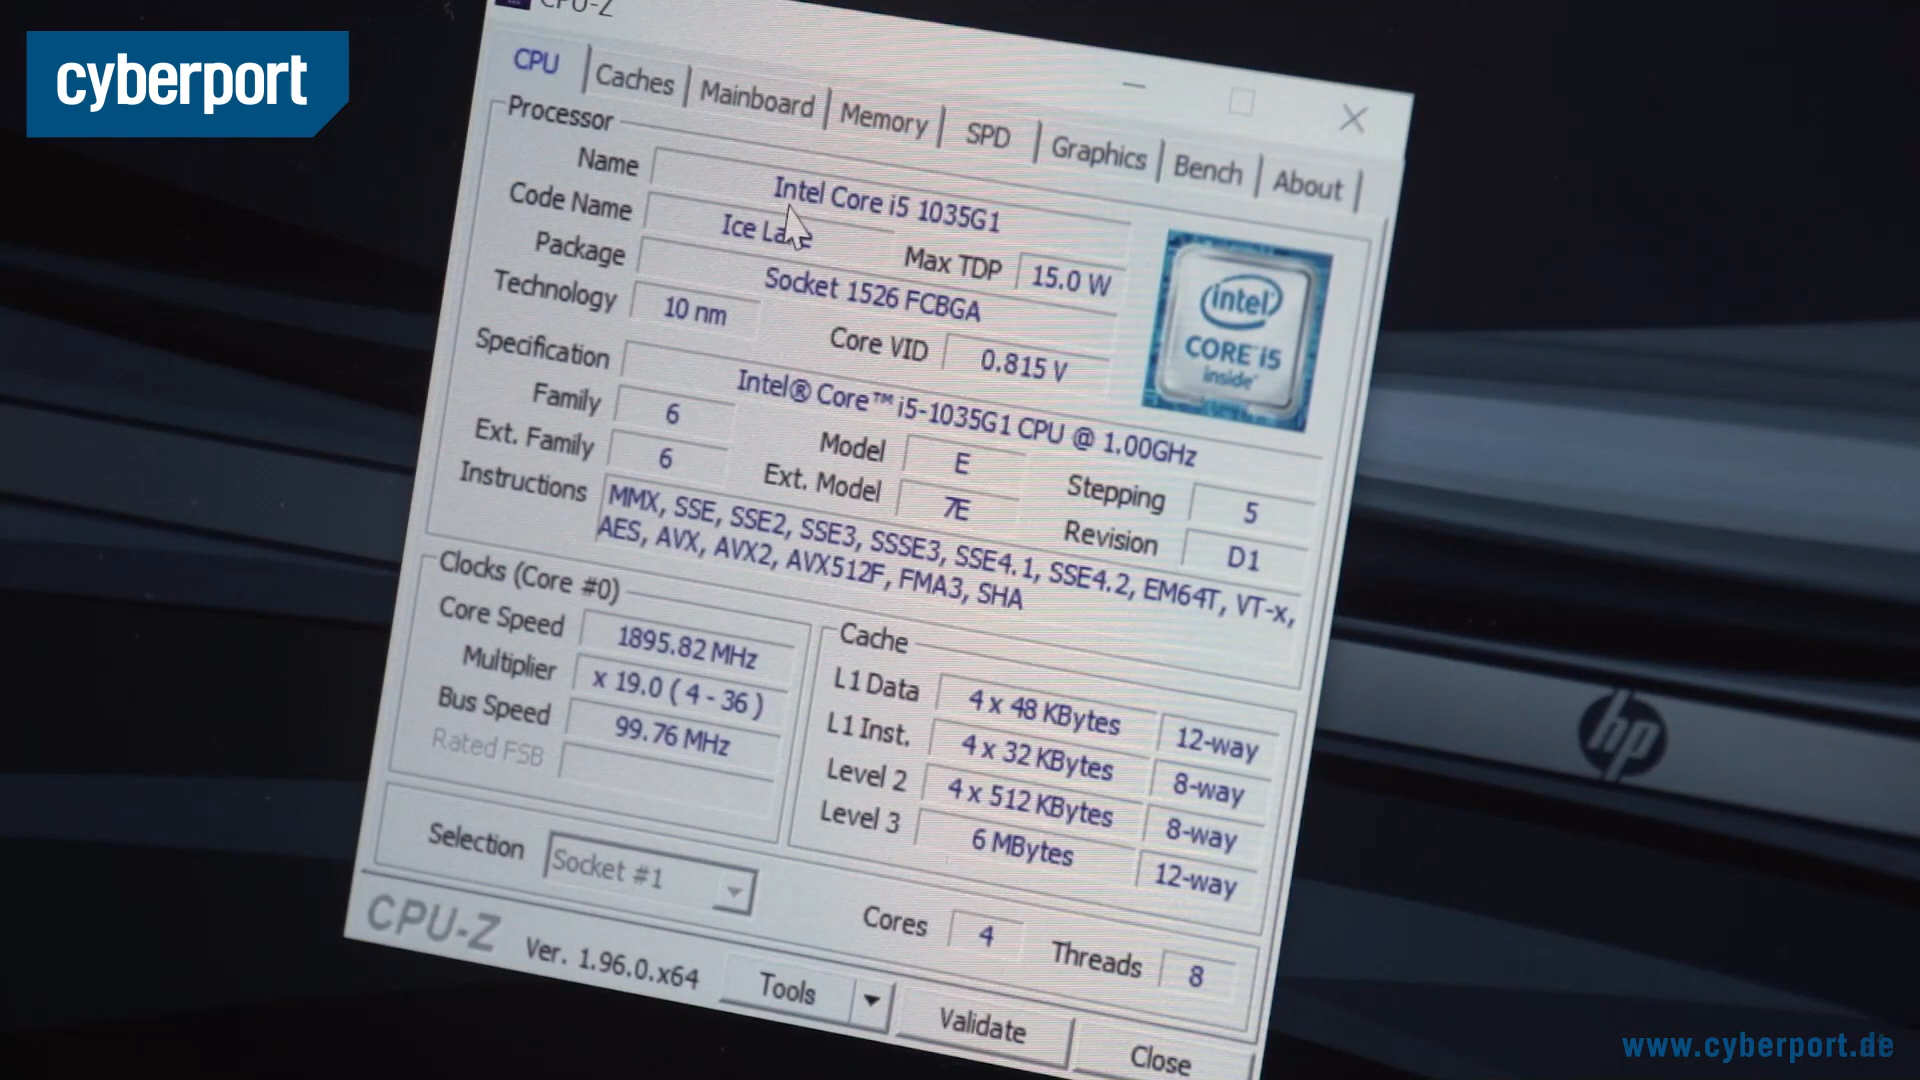 cyberport
CPU-Z
CPU Caches Mainboard Memory SPD Graphics Bench About
Processor
Name Intel Core i5 1035G1
Code Name Ice Lake Max TDP 15.0 W
Package Socket 1526 FCBGA
Technology 10 nm Core VID 0.815 V
Specification Intel® Core™ i5-1035G1 CPU @ 1.00GHz
Family 6 Model E Stepping 5
Ext. Family 6 Ext. Model 7E Revision D1
Instructions MMX, SSE, SSE2, SSE3, SSSE3, SSE4.1, SSE4.2, EM64T, VT-x,
AES, AVX, AVX2, AVX512F, FMA3, SHA
intel
CORE i5
inside
Clocks (Core #0)
Core Speed 1895.82 MHz
Multiplier x 19.0 ( 4 - 36 )
Bus Speed 99.76 MHz
Rated FSB
Cache
L1 Data 4 x 48 KBytes 12-way
L1 Inst. 4 x 32 KBytes 8-way
Level 2 4 x 512 KBytes 8-way
Level 3 6 MBytes 12-way
Selection Socket #1 Cores 4 Threads 8
CPU-Z Ver. 1.96.0.x64 Tools Validate Close
hp
www.cyberport.de